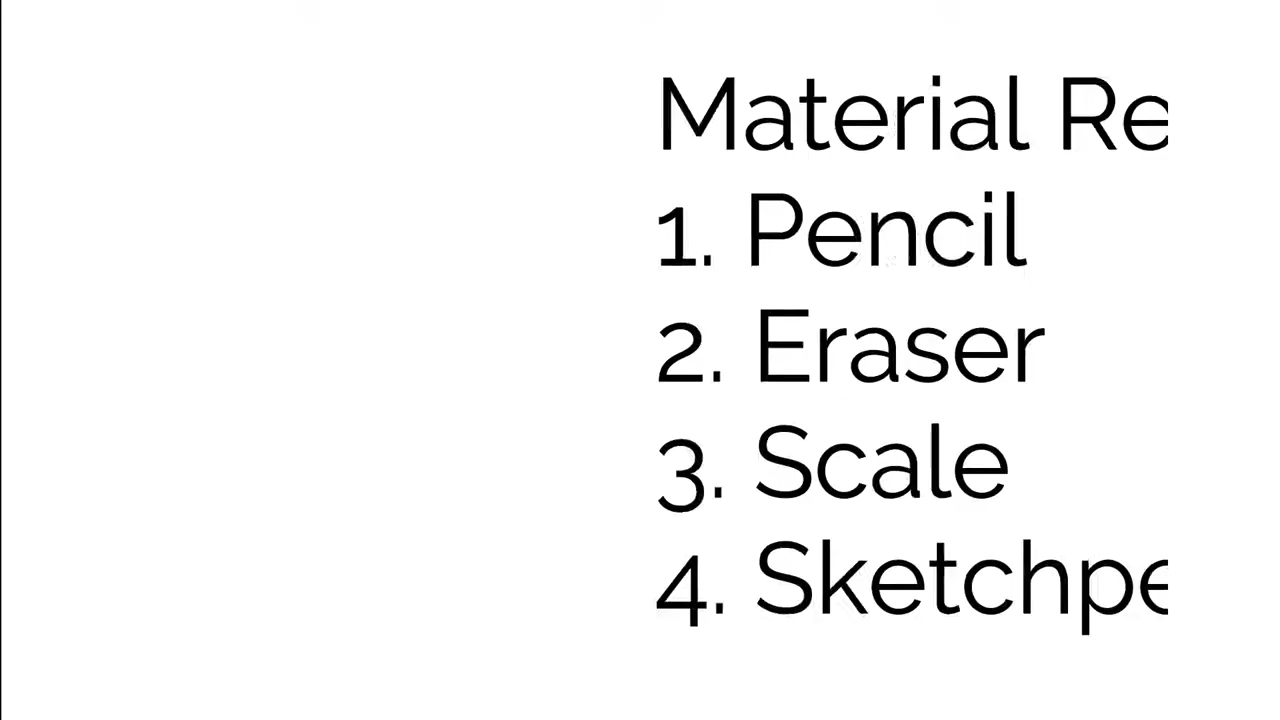 Material Re
1. Pencil
2. Eraser
3. Scale
4. Sketchpe